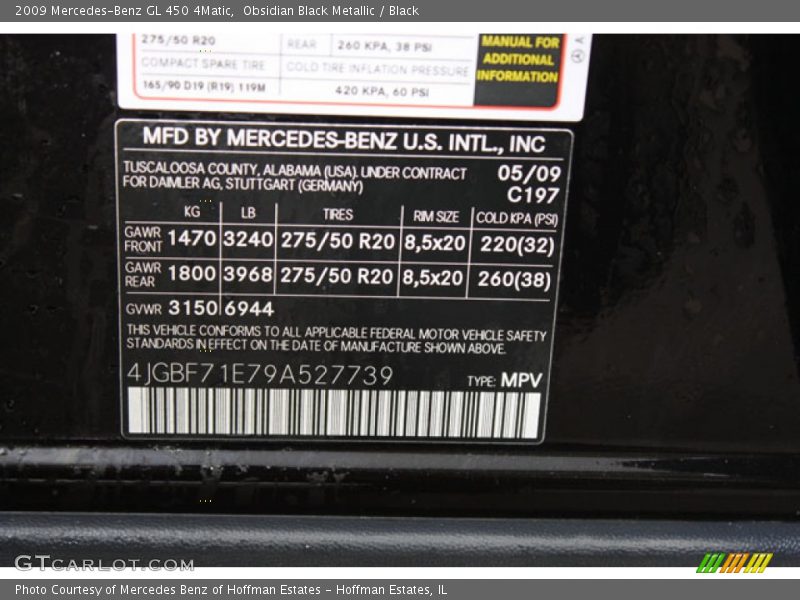 2009 Mercedes-Benz GL 450 4Matic, Obsidian Black Metallic / Black
275/50 R20 REAR 260 KPA, 38 PSI
COMPACT SPARE TIRE COLD TIRE INFLATION PRESSURE
165/90 D19 (R19) 119M 420 KPA, 60 PSI
MANUAL FOR
ADDITIONAL
INFORMATION
MFD BY MERCEDES-BENZ U.S. INTL., INC
TUSCALOOSA COUNTY, ALABAMA (USA), UNDER CONTRACT 05/09
FOR DAIMLER AG, STUTTGART (GERMANY) C197
KG LB TIRES RIM SIZE COLD KPA (PSI)
GAWR FRONT 1470 3240 275/50 R20 8,5x20 220(32)
GAWR REAR 1800 3968 275/50 R20 8,5x20 260(38)
GVWR 3150 6944
THIS VEHICLE CONFORMS TO ALL APPLICABLE FEDERAL MOTOR VEHICLE SAFETY
STANDARDS IN EFFECT ON THE DATE OF MANUFACTURE SHOWN ABOVE.
4JGBF71E79A527739 TYPE: MPV
GTCARLOT.COM
Photo Courtesy of Mercedes Benz of Hoffman Estates - Hoffman Estates, IL